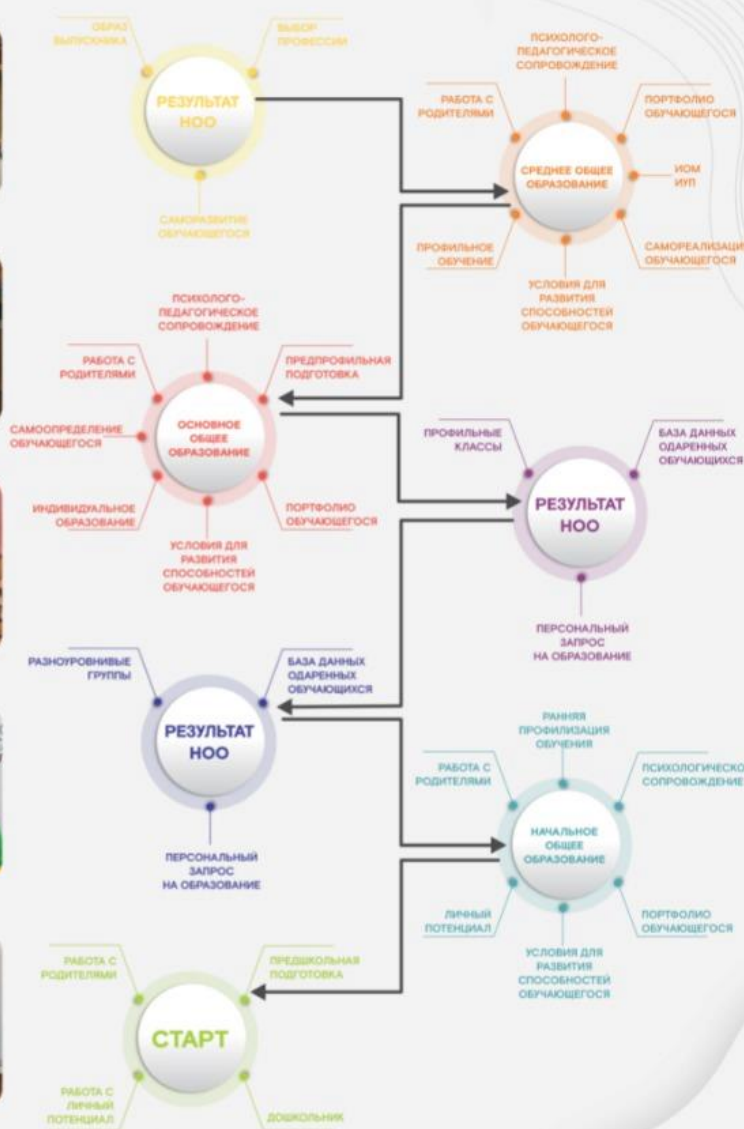 ОБРАЗ
ВЫПУСКНИКА
ВЫБОР
ПРОФЕССИИ
РЕЗУЛЬТАТ
НОО
САМОРАЗВИТИЕ
ОБУЧАЮЩЕГОСЯ
ПСИХОЛОГО-
ПЕДАГОГИЧЕСКОЕ
СОПРОВОЖДЕНИЕ
РАБОТА С
РОДИТЕЛЯМИ
ПОРТФОЛИО
ОБУЧАЮЩЕГОСЯ
СРЕДНЕЕ ОБЩЕЕ
ОБРАЗОВАНИЕ
ИОМ
ИУП
ПРОФИЛЬНОЕ
ОБУЧЕНИЕ
САМОРЕАЛИЗАЦИ
ОБУЧАЮЩЕГОСЯ
УСЛОВИЯ ДЛЯ
РАЗВИТИЯ
СПОСОБНОСТЕЙ
ОБУЧАЮЩЕГОСЯ
ПСИХОЛОГО-
ПЕДАГОГИЧЕСКОЕ
СОПРОВОЖДЕНИЕ
РАБОТА С
РОДИТЕЛЯМИ
ПРЕДПРОФИЛЬНАЯ
ПОДГОТОВКА
САМООПРЕДЕЛЕНИЕ
ОБУЧАЮЩЕГОСЯ
ОСНОВНОЕ
ОБЩЕЕ
ОБРАЗОВАНИЕ
ИНДИВИДУАЛЬНОЕ
ОБРАЗОВАНИЕ
ПОРТФОЛИО
ОБУЧАЮЩЕГОСЯ
УСЛОВИЯ ДЛЯ
РАЗВИТИЯ
СПОСОБНОСТЕЙ
ОБУЧАЮЩЕГОСЯ
ПРОФИЛЬНЫЕ
КЛАССЫ
БАЗА ДАННЫХ
ОДАРЕННЫХ
ОБУЧАЮЩИХСЯ
РЕЗУЛЬТАТ
НОО
ПЕРСОНАЛЬНЫЙ
ЗАПРОС
НА ОБРАЗОВАНИЕ
РАЗНОУРОВНИВЫЕ
ГРУППЫ
БАЗА ДАННЫХ
ОДАРЕННЫХ
ОБУЧАЮЩИХСЯ
РЕЗУЛЬТАТ
НОО
ПЕРСОНАЛЬНЫЙ
ЗАПРОС
НА ОБРАЗОВАНИЕ
РАННЯЯ
ПРОФИЛИЗАЦИЯ
ОБУЧЕНИЯ
РАБОТА С
РОДИТЕЛЯМИ
ПСИХОЛОГИЧЕСКО
СОПРОВОЖДЕНИЕ
НАЧАЛЬНОЕ
ОБЩЕЕ
ОБРАЗОВАНИЕ
ЛИЧНЫЙ
ПОТЕНЦИАЛ
ПОРТФОЛИО
ОБУЧАЮЩЕГОСЯ
УСЛОВИЯ ДЛЯ
РАЗВИТИЯ
СПОСОБНОСТЕЙ
ОБУЧАЮЩЕГОСЯ
РАБОТА С
РОДИТЕЛЯМИ
ПРЕДШКОЛЬНАЯ
ПОДГОТОВКА
СТАРТ
РАБОТА С
ЛИЧНЫЙ
ПОТЕНЦИАЛ
ДОШКОЛЬНИК